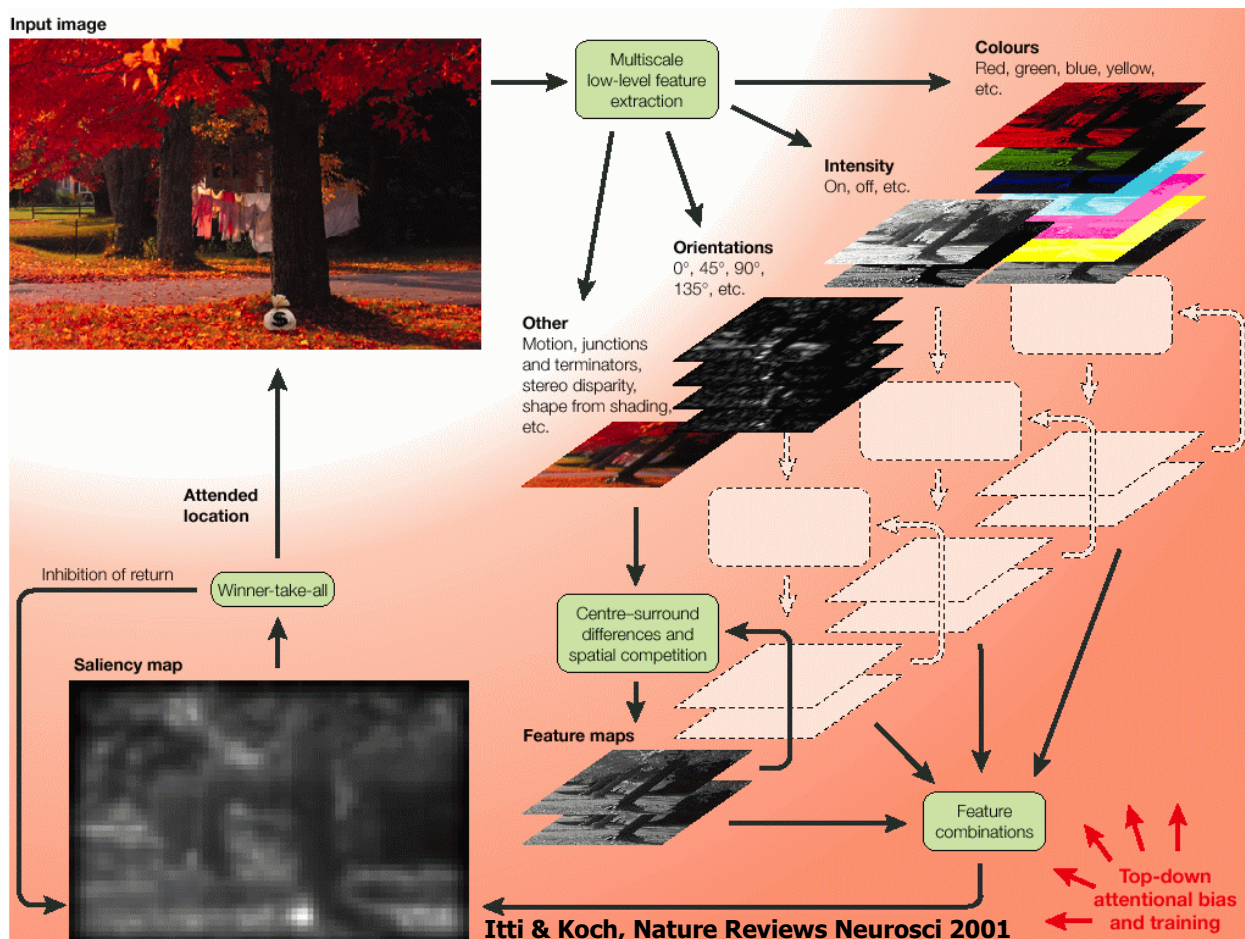 Input image
$
Multiscale
low-level feature
extraction
Colours
Red, green, blue, yellow,
etc.
Intensity
On, off, etc.
Orientations
0°, 45°, 90°,
135°, etc.
Other
Motion, junctions
and terminators,
stereo disparity,
shape from shading,
etc.
Attended
location
Inhibition of return
Winner-take-all
Centre–surround
differences and
spatial competition
Saliency map
Feature maps
Feature
combinations
Top-down
attentional bias
and training
Itti & Koch, Nature Reviews Neurosci 2001